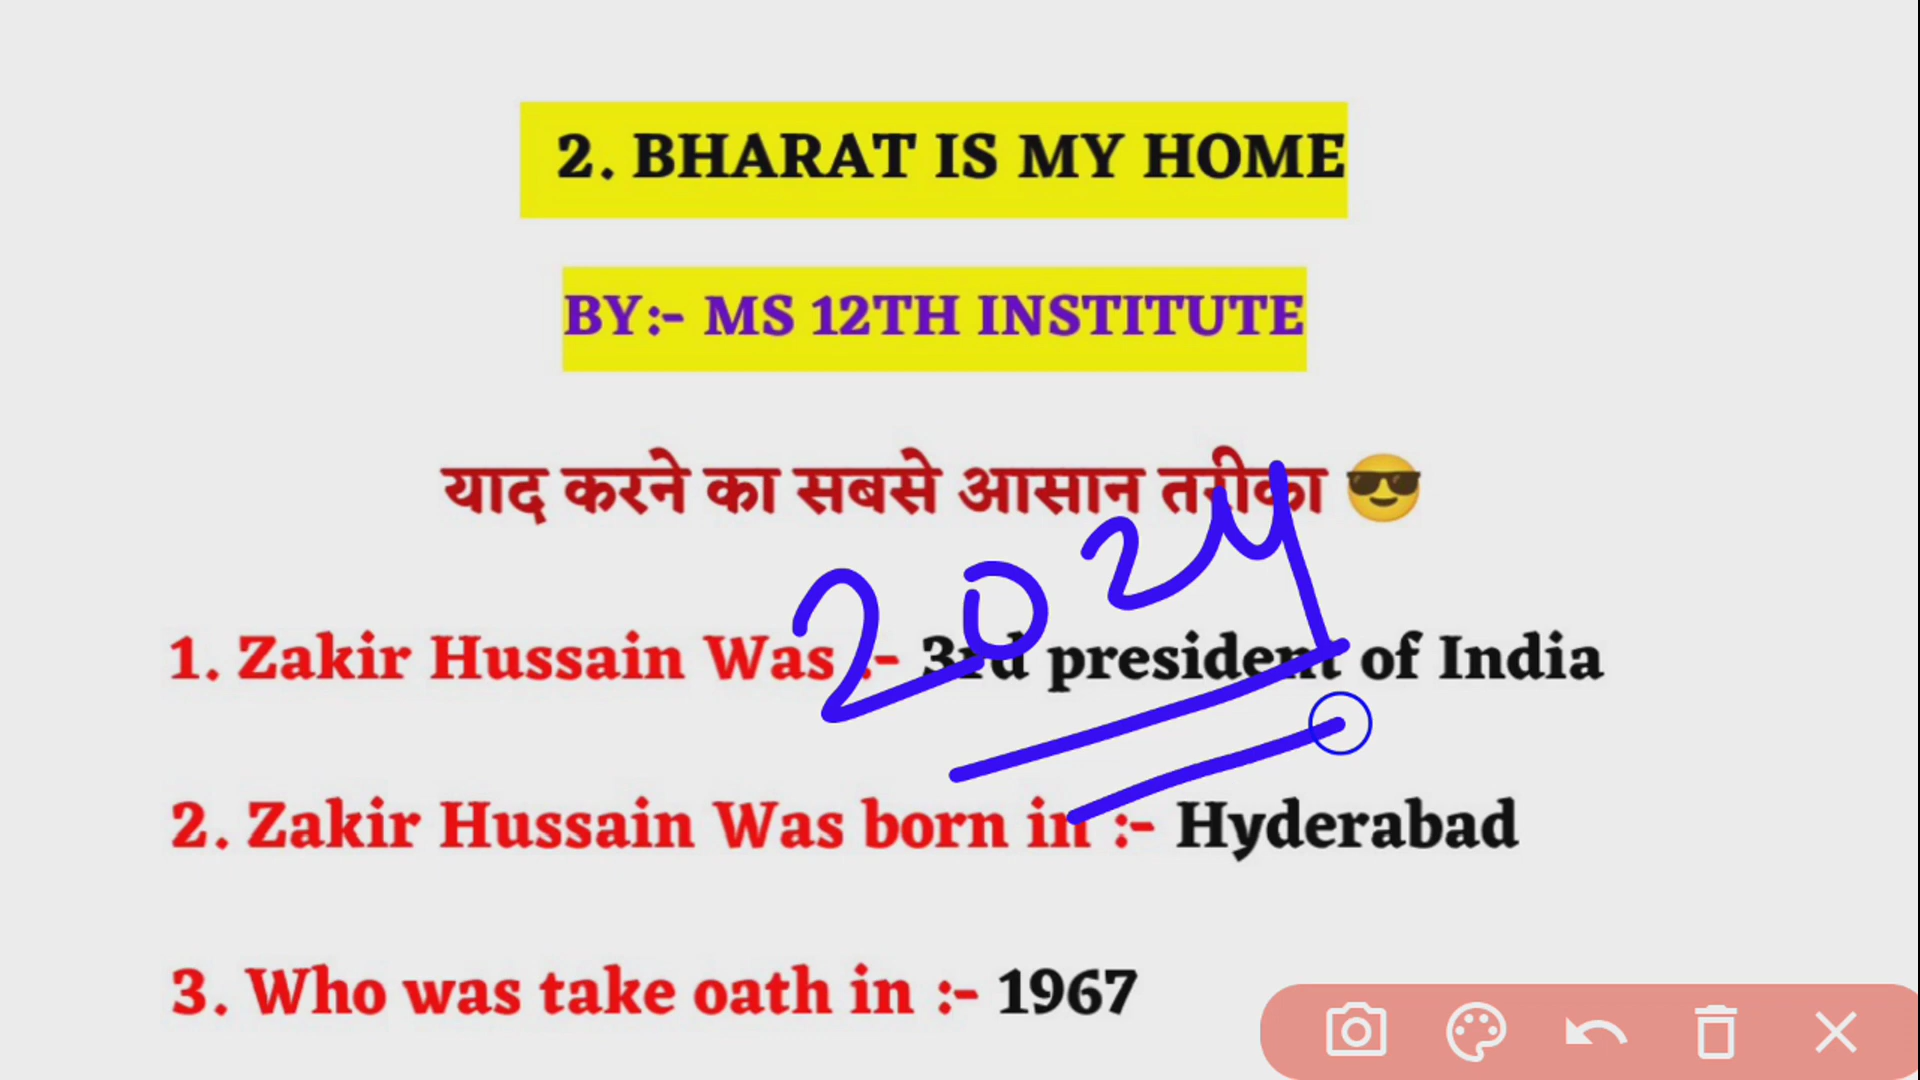 2. BHARAT IS MY HOME
BY:- MS 12TH INSTITUTE
याद करने का सबसे आसान तरीका 😎
2024
1. Zakir Hussain Was :- 3rd president of India
2. Zakir Hussain Was born in :- Hyderabad
3. Who was take oath in :- 1967